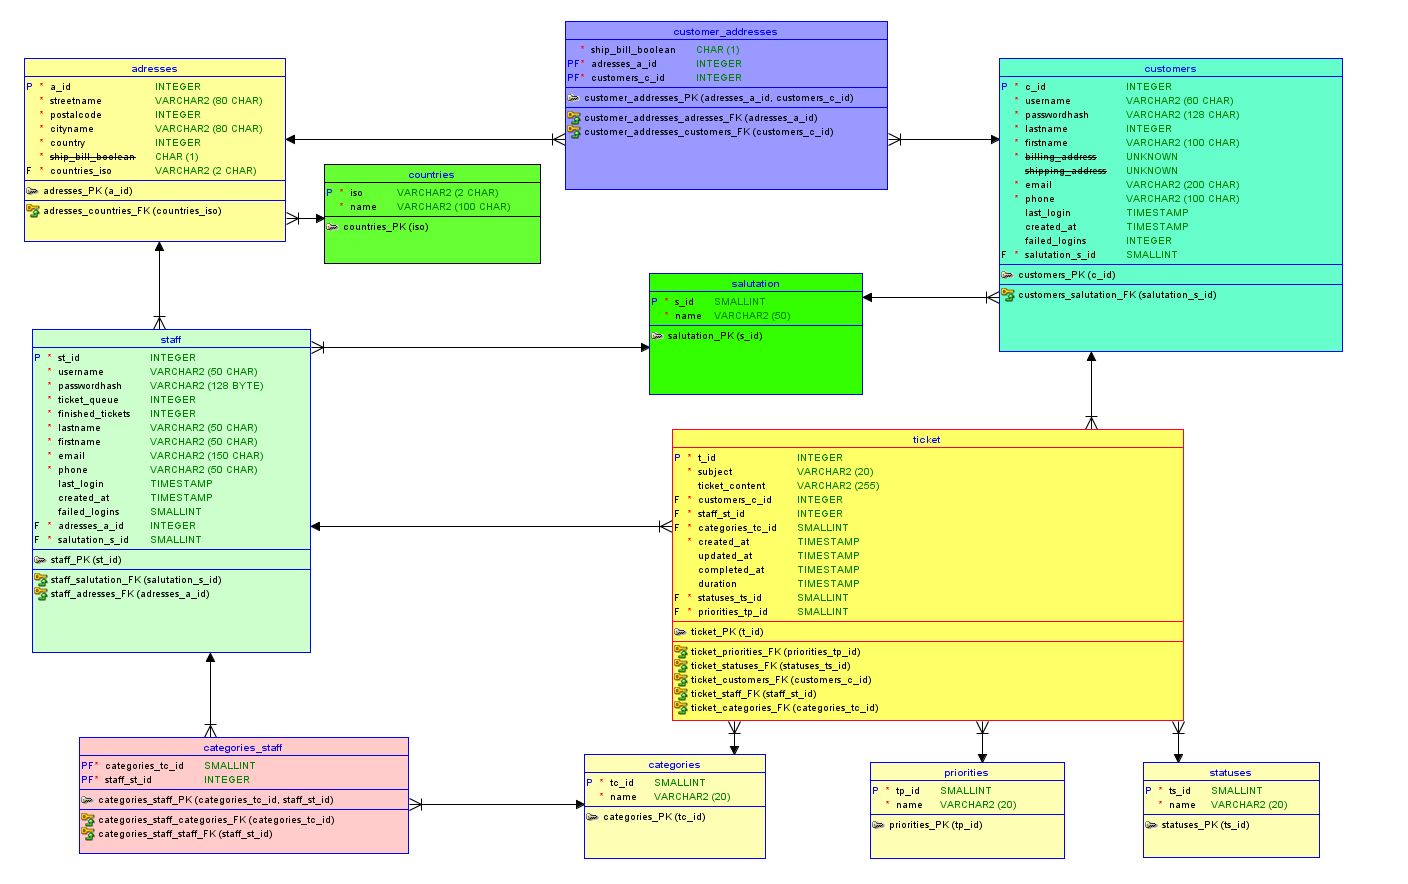 customer_addresses
* ship_bill_boolean CHAR (1)
PF* adresses_a_id INTEGER
PF* customers_c_id INTEGER
customer_addresses_PK (adresses_a_id, customers_c_id)
customer_addresses_adresses_FK (adresses_a_id)
customer_addresses_customers_FK (customers_c_id)
adresses
P * a_id INTEGER
* streetname VARCHAR2 (80 CHAR)
* postalcode INTEGER
* cityname VARCHAR2 (80 CHAR)
* country INTEGER
* ship_bill_boolean CHAR (1)
F * countries_iso VARCHAR2 (2 CHAR)
adresses_PK (a_id)
adresses_countries_FK (countries_iso)
customers
P * c_id INTEGER
* username VARCHAR2 (60 CHAR)
* passwordhash VARCHAR2 (128 CHAR)
* lastname INTEGER
* firstname VARCHAR2 (100 CHAR)
* billing_address UNKNOWN
shipping_address UNKNOWN
* email VARCHAR2 (200 CHAR)
* phone VARCHAR2 (100 CHAR)
last_login TIMESTAMP
created_at TIMESTAMP
failed_logins INTEGER
F * salutation_s_id SMALLINT
customers_PK (c_id)
customers_salutation_FK (salutation_s_id)
countries
P * iso VARCHAR2 (2 CHAR)
* name VARCHAR2 (100 CHAR)
countries_PK (iso)
salutation
P * s_id SMALLINT
* name VARCHAR2 (50)
salutation_PK (s_id)
staff
P * st_id INTEGER
* username VARCHAR2 (50 CHAR)
* passwordhash VARCHAR2 (128 BYTE)
* ticket_queue INTEGER
* finished_tickets INTEGER
* lastname VARCHAR2 (50 CHAR)
* firstname VARCHAR2 (50 CHAR)
* email VARCHAR2 (150 CHAR)
* phone VARCHAR2 (50 CHAR)
last_login TIMESTAMP
created_at TIMESTAMP
failed_logins SMALLINT
F * adresses_a_id INTEGER
F * salutation_s_id SMALLINT
staff_PK (st_id)
staff_salutation_FK (salutation_s_id)
staff_adresses_FK (adresses_a_id)
ticket
P * t_id INTEGER
* subject VARCHAR2 (20)
ticket_content VARCHAR2 (255)
F * customers_c_id INTEGER
F * staff_st_id INTEGER
F * categories_tc_id SMALLINT
* created_at TIMESTAMP
updated_at TIMESTAMP
completed_at TIMESTAMP
duration TIMESTAMP
F * statuses_ts_id SMALLINT
F * priorities_tp_id SMALLINT
ticket_PK (t_id)
ticket_priorities_FK (priorities_tp_id)
ticket_statuses_FK (statuses_ts_id)
ticket_customers_FK (customers_c_id)
ticket_staff_FK (staff_st_id)
ticket_categories_FK (categories_tc_id)
categories_staff
PF* categories_tc_id SMALLINT
PF* staff_st_id INTEGER
categories_staff_PK (categories_tc_id, staff_st_id)
categories_staff_categories_FK (categories_tc_id)
categories_staff_staff_FK (staff_st_id)
categories
P * tc_id SMALLINT
* name VARCHAR2 (20)
categories_PK (tc_id)
priorities
P * tp_id SMALLINT
* name VARCHAR2 (20)
priorities_PK (tp_id)
statuses
P * ts_id SMALLINT
* name VARCHAR2 (20)
statuses_PK (ts_id)